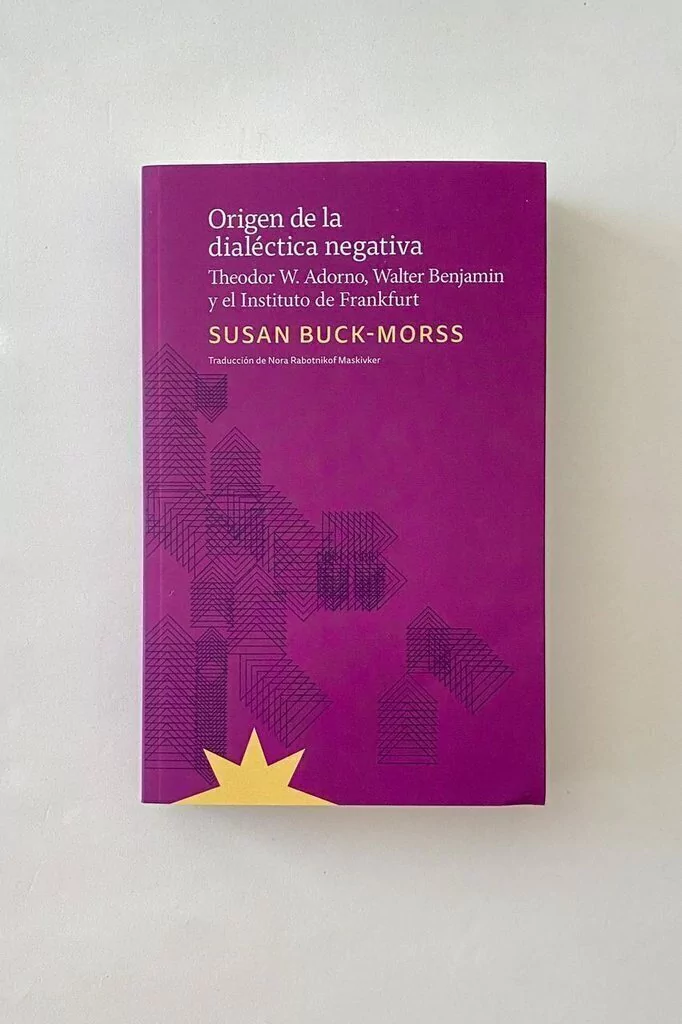 Origen de la
dialéctica negativa
Theodor W. Adorno, Walter Benjamin
y el Instituto de Frankfurt
SUSAN BUCK-MORSS
Traducción de Nora Rabotnikof Maskivker